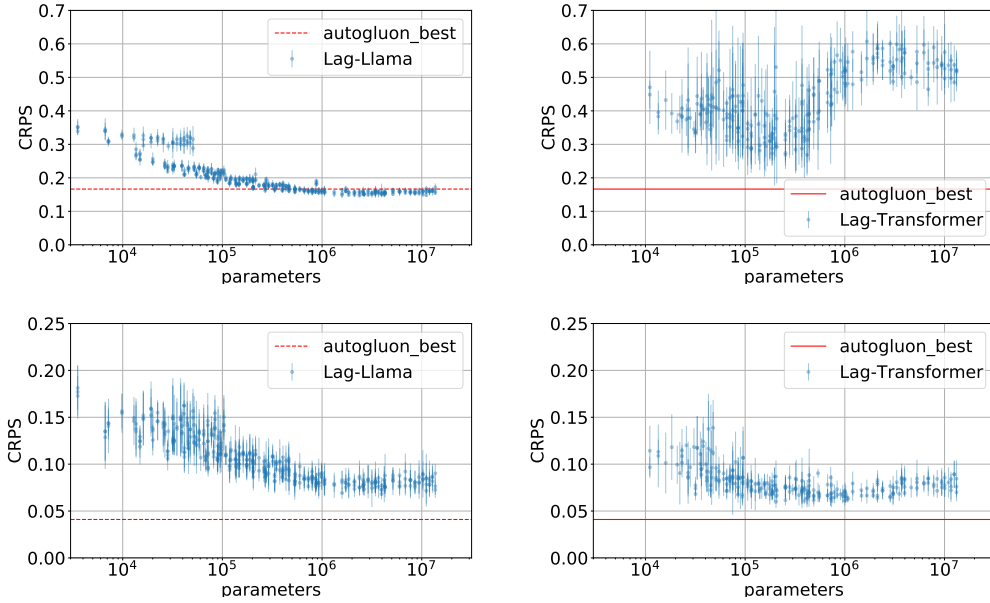 0.7
0.6
0.5
0.4
0.3
0.2
0.1
0.0
CRPS
autogluon_best
Lag-Llama
10^4
10^5
10^6
10^7
parameters
0.7
0.6
0.5
0.4
0.3
0.2
0.1
0.0
CRPS
autogluon_best
Lag-Transformer
10^4
10^5
10^6
10^7
parameters
0.25
0.20
0.15
0.10
0.05
0.00
CRPS
autogluon_best
Lag-Llama
10^4
10^5
10^6
10^7
parameters
0.25
0.20
0.15
0.10
0.05
0.00
CRPS
autogluon_best
Lag-Transformer
10^4
10^5
10^6
10^7
parameters